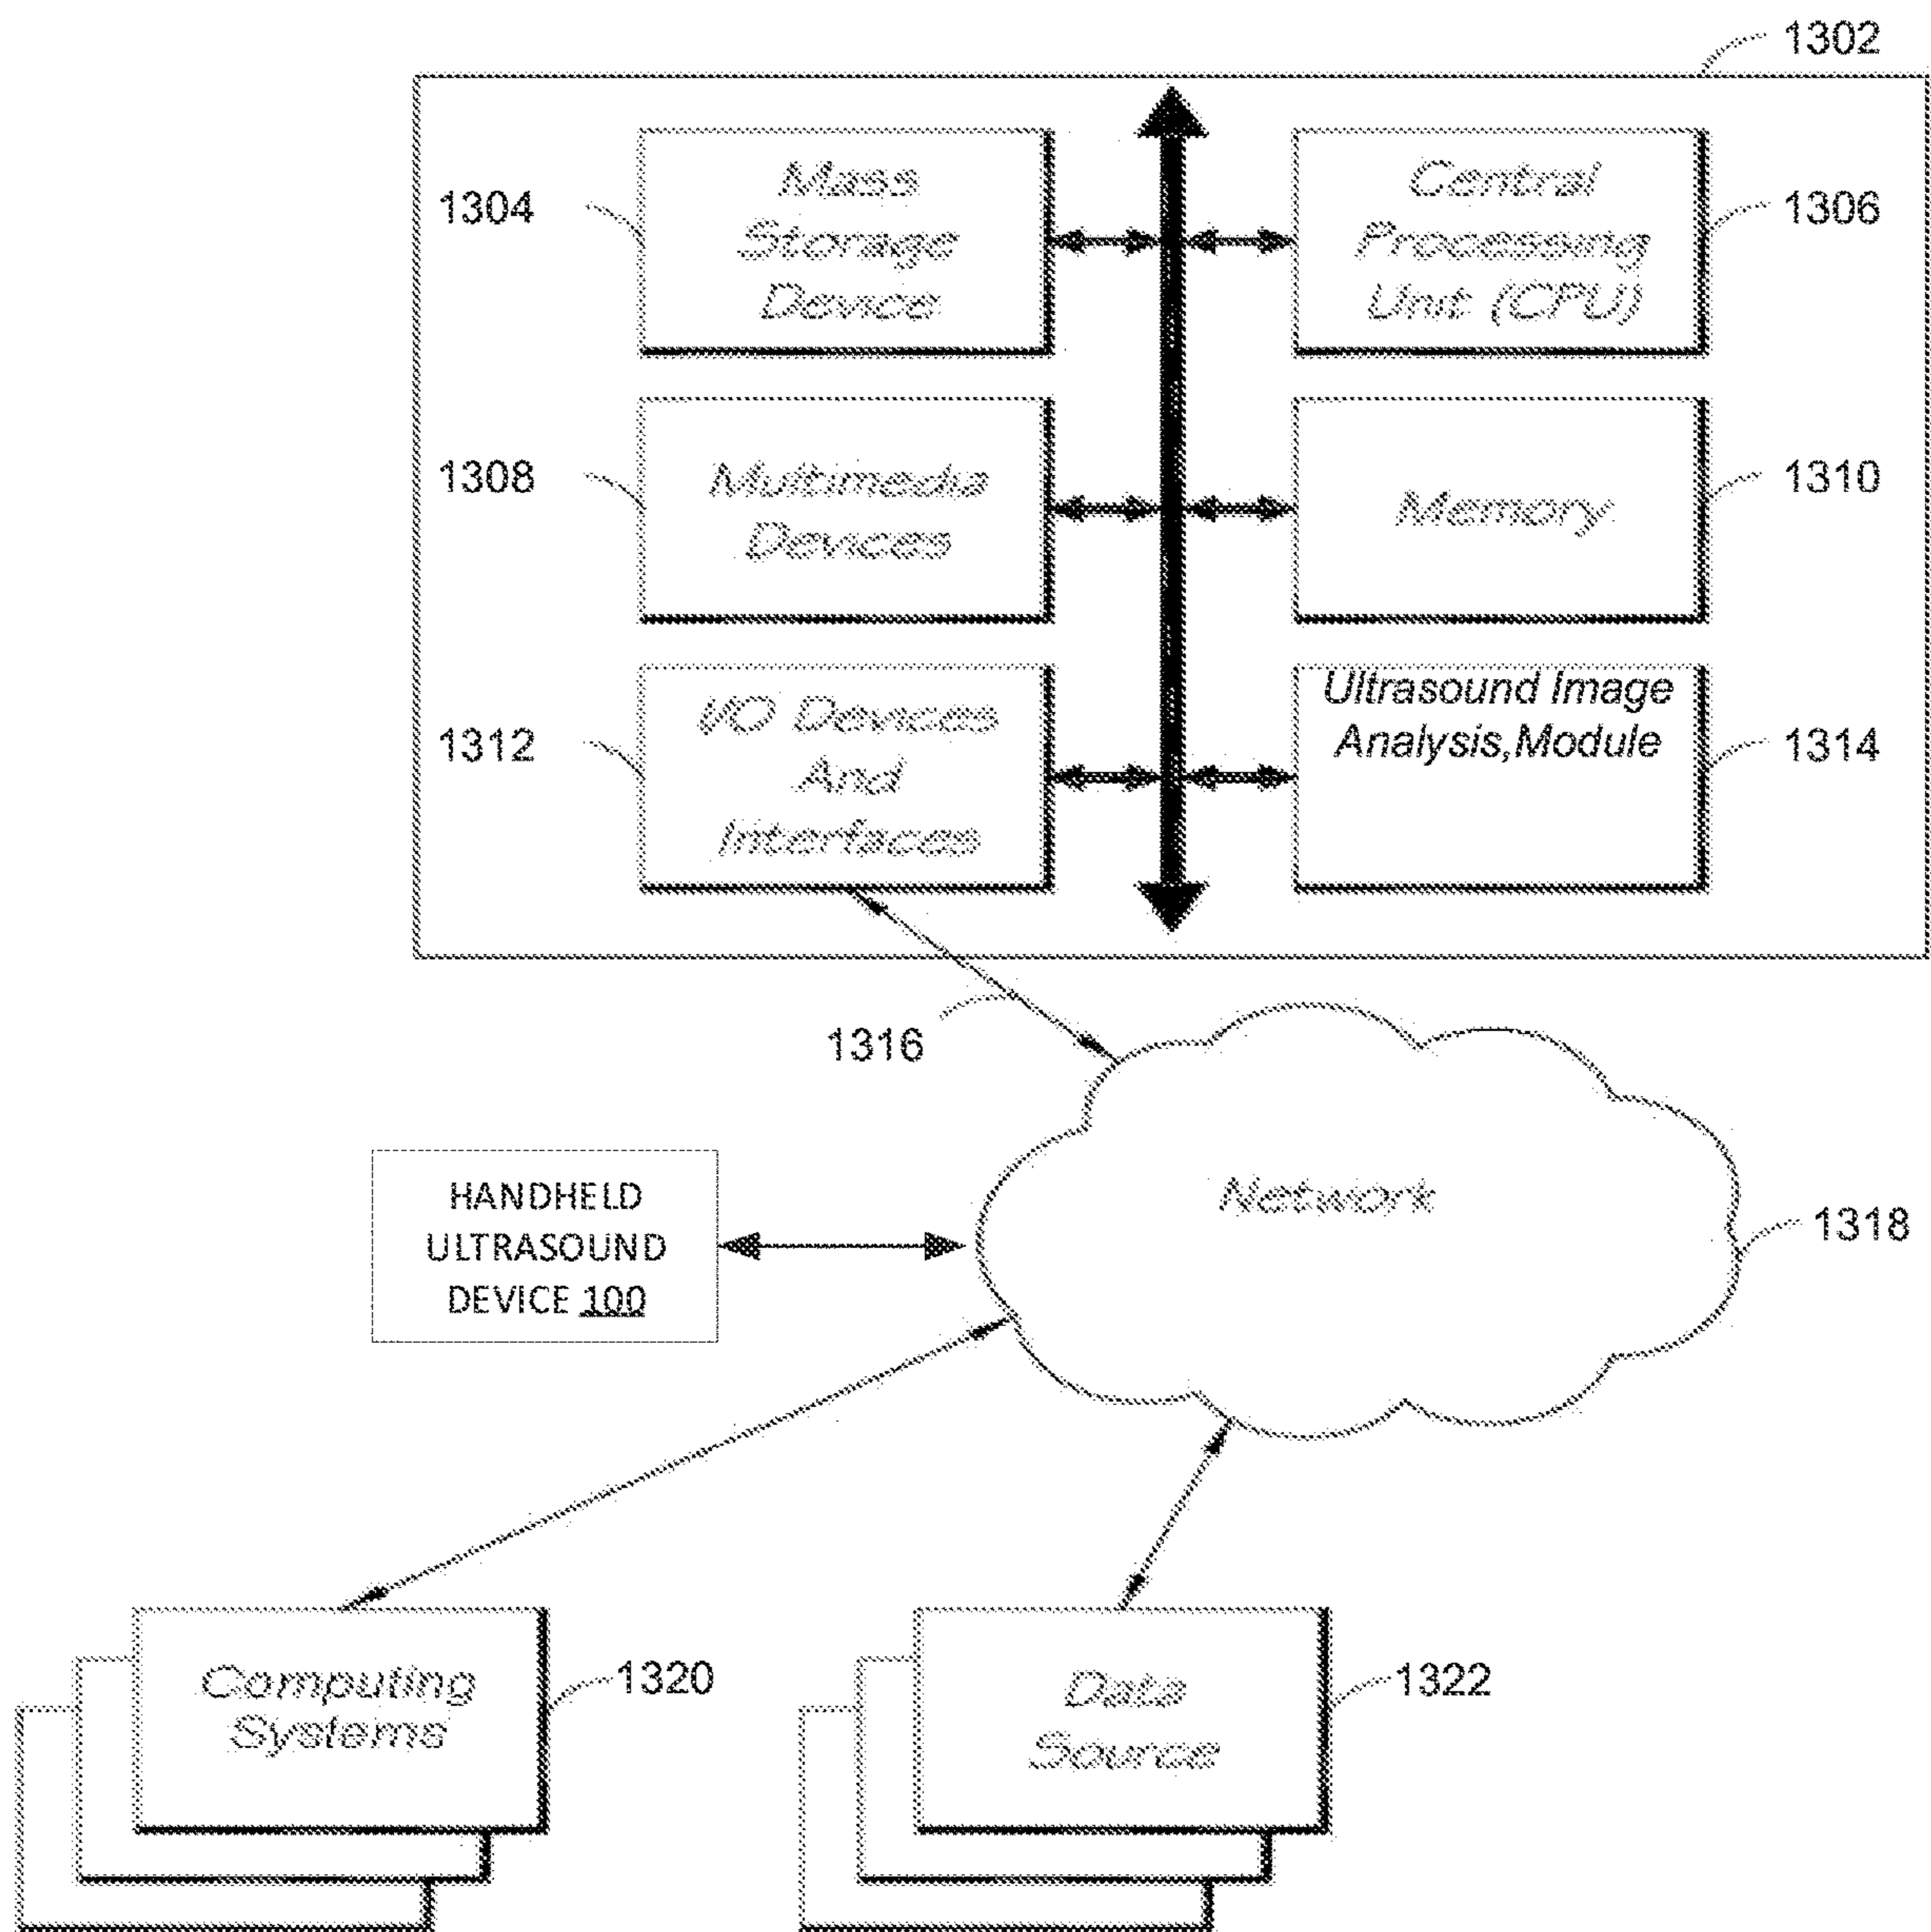 1302
1304
Mass
Storage
Device
Central
Processing
Unit (CPU)
1306
1308
Multimedia
Devices
Memory
1310
1312
I/O Devices
And
Interfaces
Ultrasound Image
Analysis,Module
1314
1316
HANDHELD
ULTRASOUND
DEVICE 100
Network
1318
Computing
Systems
1320
Data
Source
1322